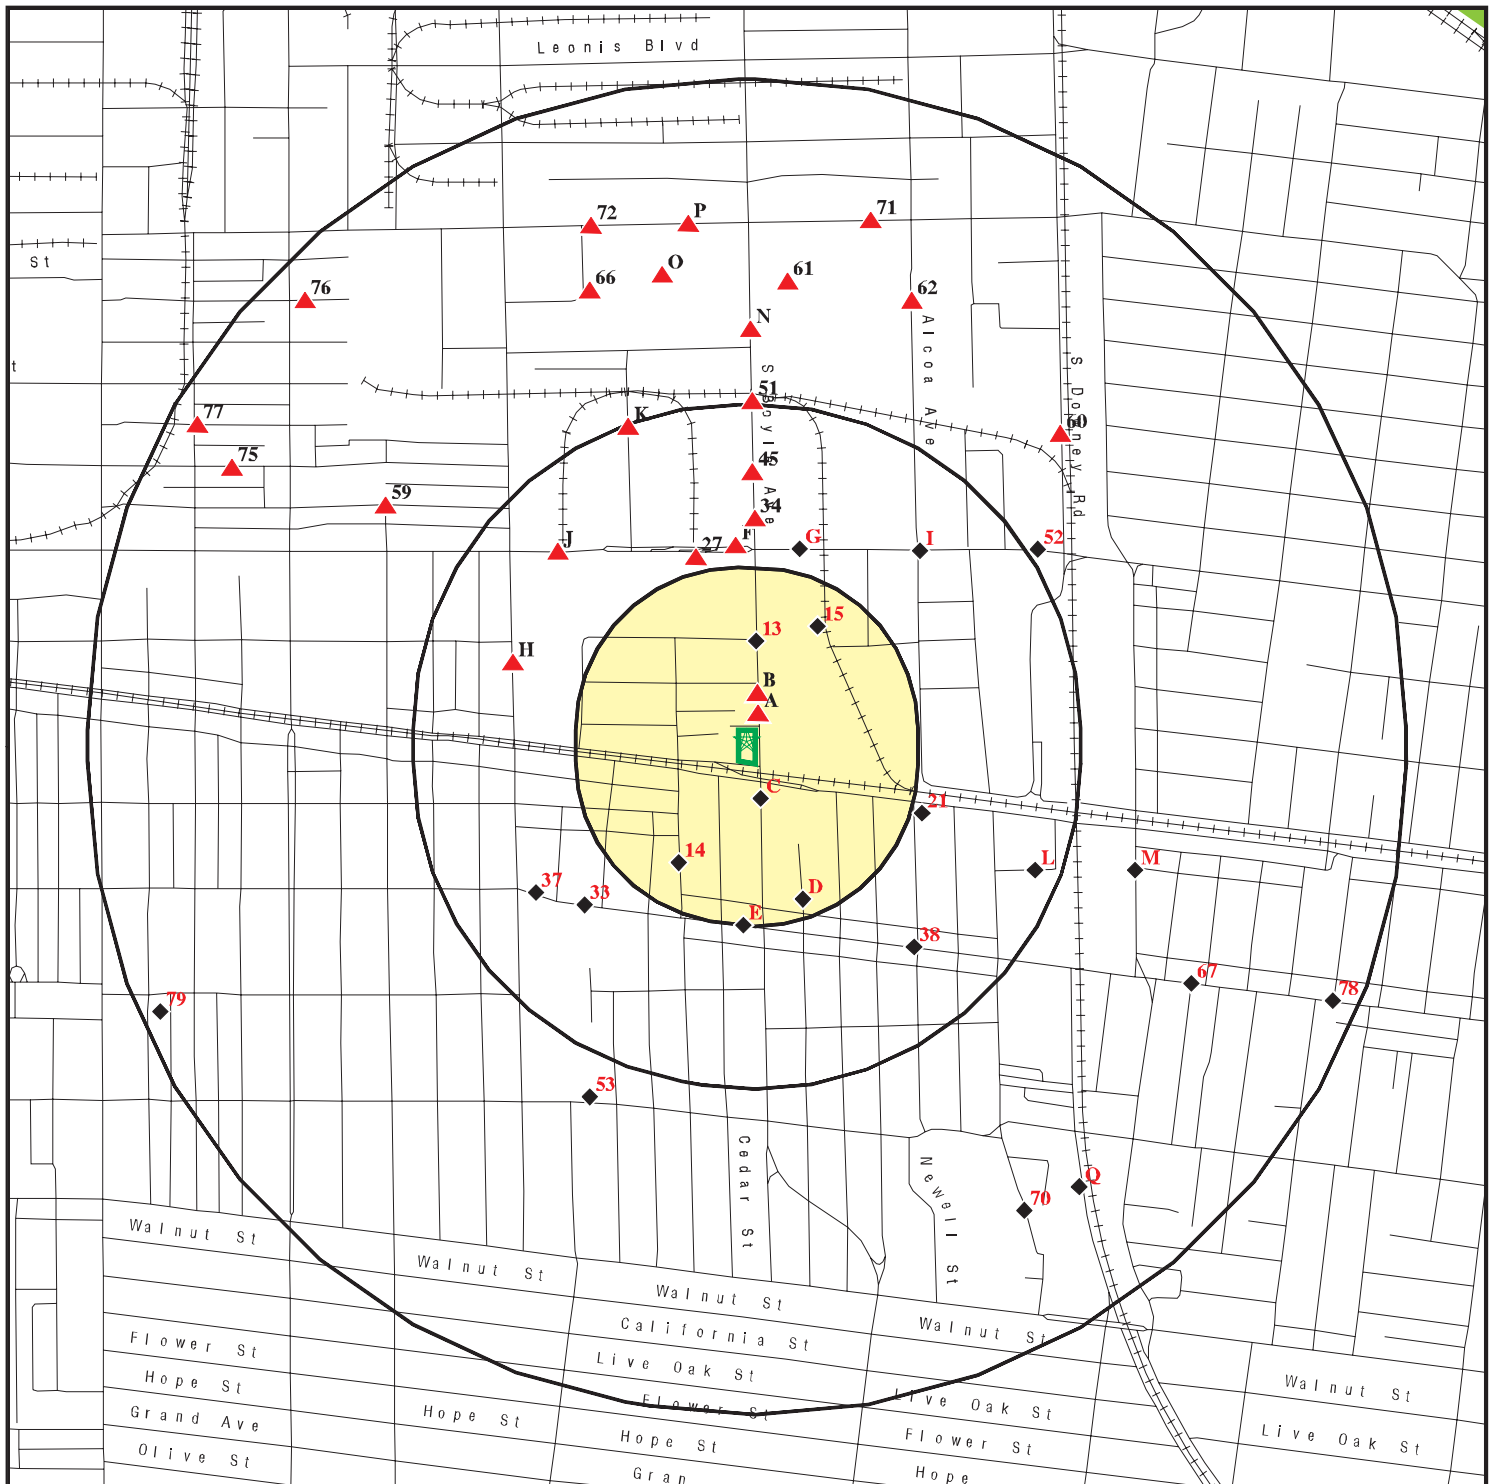 Leonis Blvd
72
P
71
St
O
61
66
76
62
N
Alcoa Ave
t
S Boyle Ave
S Downey Rd
51
77
K
60
45
75
59
34
F
G
I
52
J
27
15
13
H
B
A
C
21
14
L
M
37
33
D
E
38
67
78
79
53
Cedar St
Newell St
Q
70
Walnut St
Walnut St
Walnut St
California St
Walnut St
Flower St
Live Oak St
Hope St
Walnut St
Flower St
Live Oak St
Grand Ave
Hope St
Hope St
Flower St
Live Oak St
Olive St
Gran
Hope